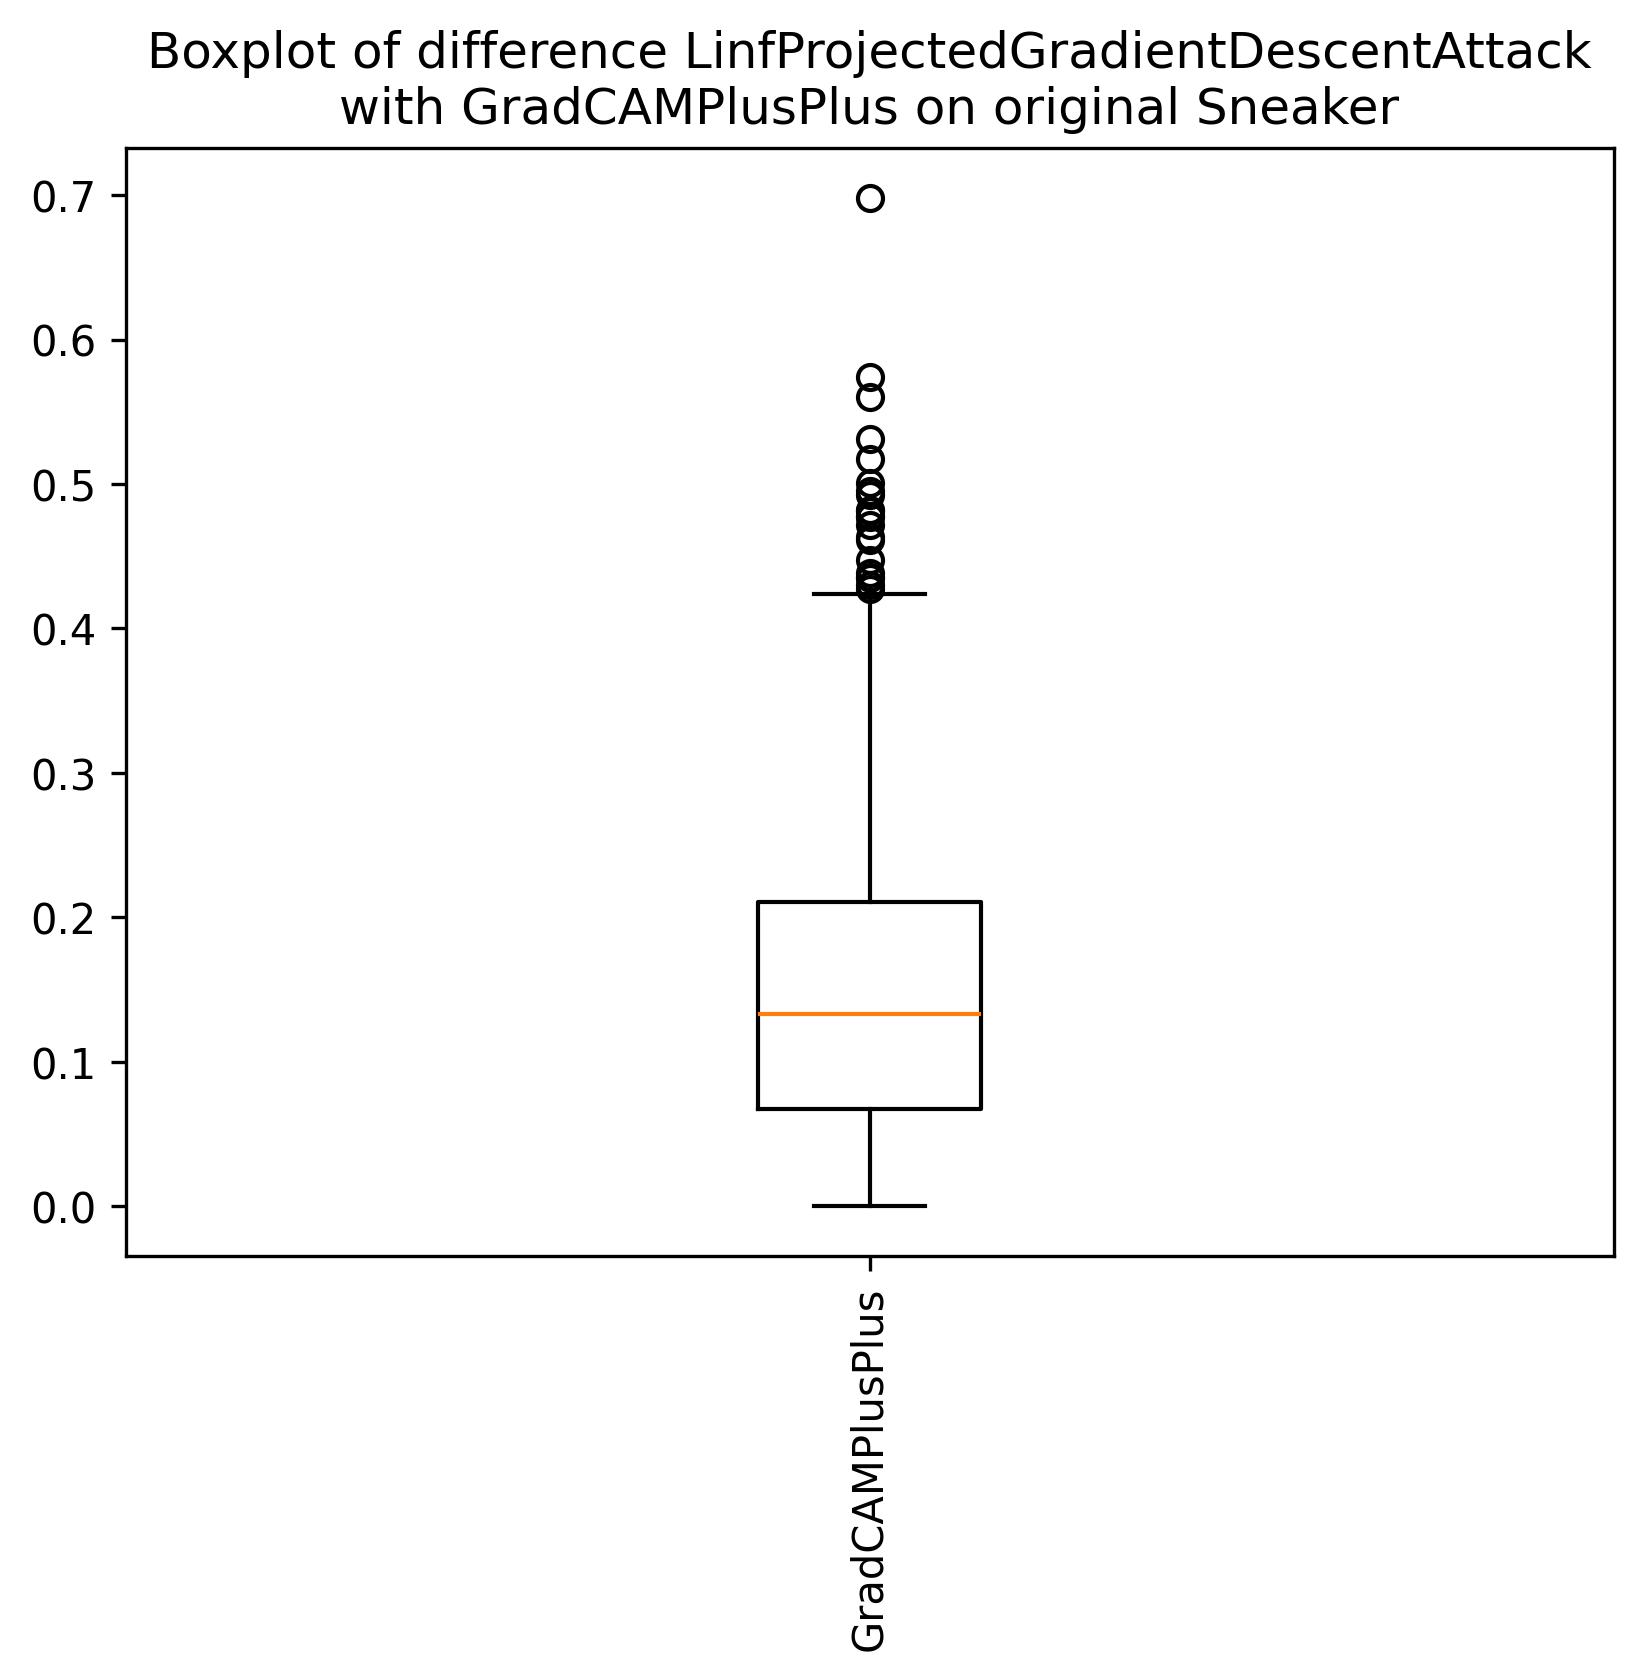 Boxplot of difference LinfProjectedGradientDescentAttack
with GradCAMPlusPlus on original Sneaker
0.7
0.6
0.5
0.4
0.3
0.2
0.1
0.0
GradCAMPlusPlus